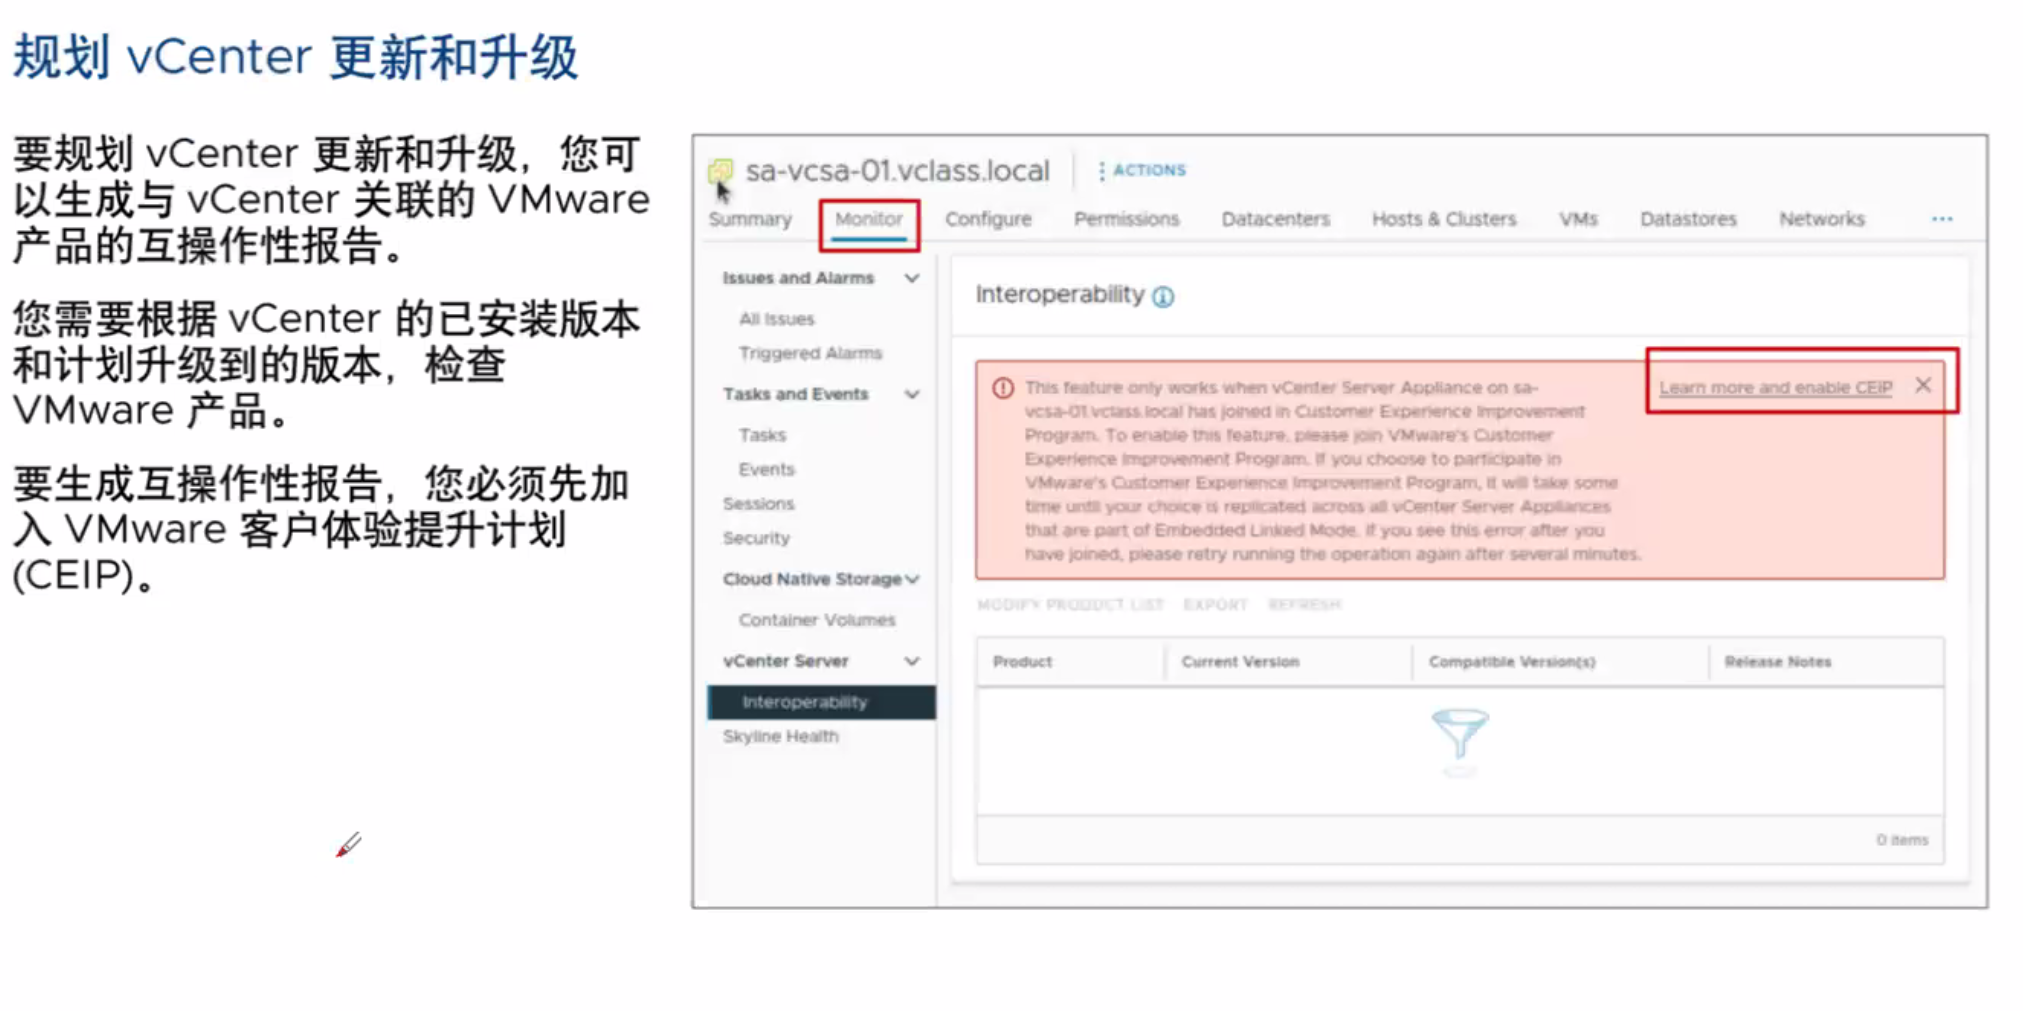 规划 vCenter 更新和升级
要规划 vCenter 更新和升级，您可
以生成与 vCenter 关联的 VMware
产品的互操作性报告。
您需要根据 vCenter 的已安装版本
和计划升级到的版本，检查
VMware 产品。
要生成互操作性报告，您必须先加
入 VMware 客户体验提升计划
(CEIP)。
sa-vcsa-01.vclass.local
ACTIONS
Summary Monitor Configure Permissions Datacenters Hosts & Clusters VMs Datastores Networks ...
Issues and Alarms
All Issues
Triggered Alarms
Tasks and Events
Tasks
Events
Sessions
Security
Cloud Native Storage
Container Volumes
vCenter Server
Interoperability
Skyline Health
Interoperability
This feature only works when vCenter Server Appliance on sa-
vcsa-01.vclass.local has joined in Customer Experience Improvement
Program. To enable this feature, please join VMware's Customer
Experience Improvement Program. If you choose to participate in
VMware's Customer Experience Improvement Program, it will take some
time until your choice is replicated across all vCenter Server Appliances
that are part of Embedded Linked Mode. If you see this error after you
have joined, please retry running the operation again after several minutes.
Learn more and enable CEIP
MODIFY PRODUCT LIST EXPORT REFRESH
Product Current Version Compatible Version(s) Release Notes
0 items